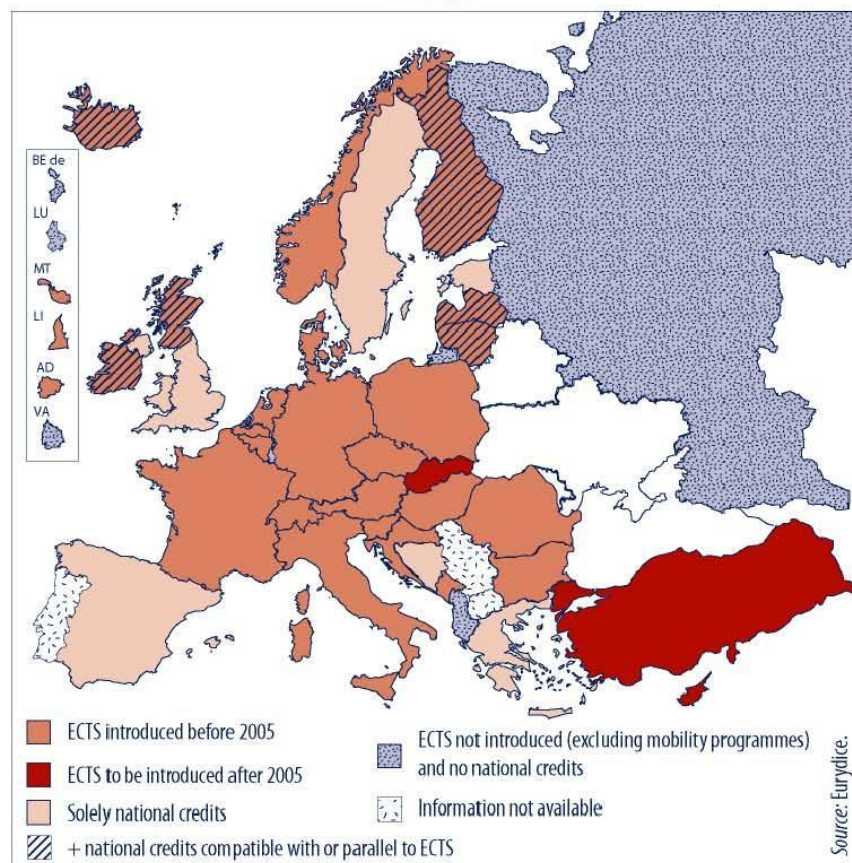 BE de
LU
MT
LI
AD
VA
ECTS introduced before 2005
ECTS to be introduced after 2005
Solely national credits
+ national credits compatible with or parallel to ECTS
ECTS not introduced (excluding mobility programmes)
and no national credits
Information not available
Source: Eurydice.